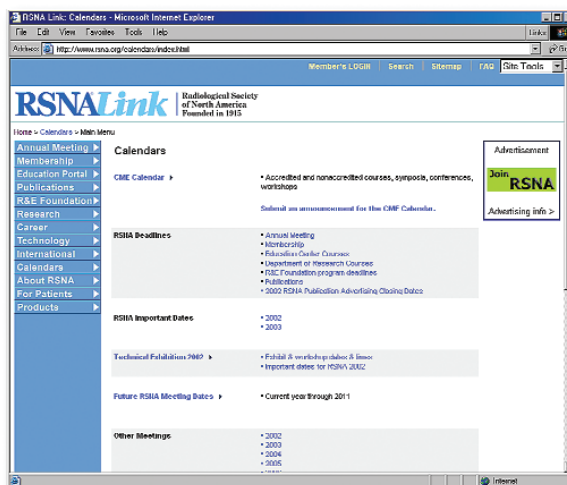 RSNA Link: Calendars - Microsoft Internet Explorer
File Edit View Favorites Tools Help
Links
Address http://www.rsna.org/calendars/index.html
Member's LOGIN Search Sitemap FAQ Site Tools
RSNALink
Radiological Society
of North America
Founded in 1915
Home > Calendars > Main Menu
Annual Meeting
Membership
Education Portal
Publications
R&E Foundation
Research
Career
Technology
International
Calendars
About RSNA
For Patients
Products
Calendars
CME Calendar
• Accredited and nonaccredited courses, symposia, conferences,
workshops
Submit an announcement for the CME Calendar.
RSNA Deadlines
• Annual Meeting
• Membership
• Education Center Courses
• Department of Research Courses
• R&E Foundation program deadlines
• Publications
• 2002 RSNA Publication Advertising Closing Dates
RSNA Important Dates
• 2002
• 2003
Technical Exhibition 2002
• Exhibit & workshop dates & times
• Important dates for RSNA 2002
Future RSNA Meeting Dates
• Current year through 2011
Other Meetings
• 2002
• 2003
• 2004
• 2005
Advertisement
Join
RSNA
Advertising info >
Internet